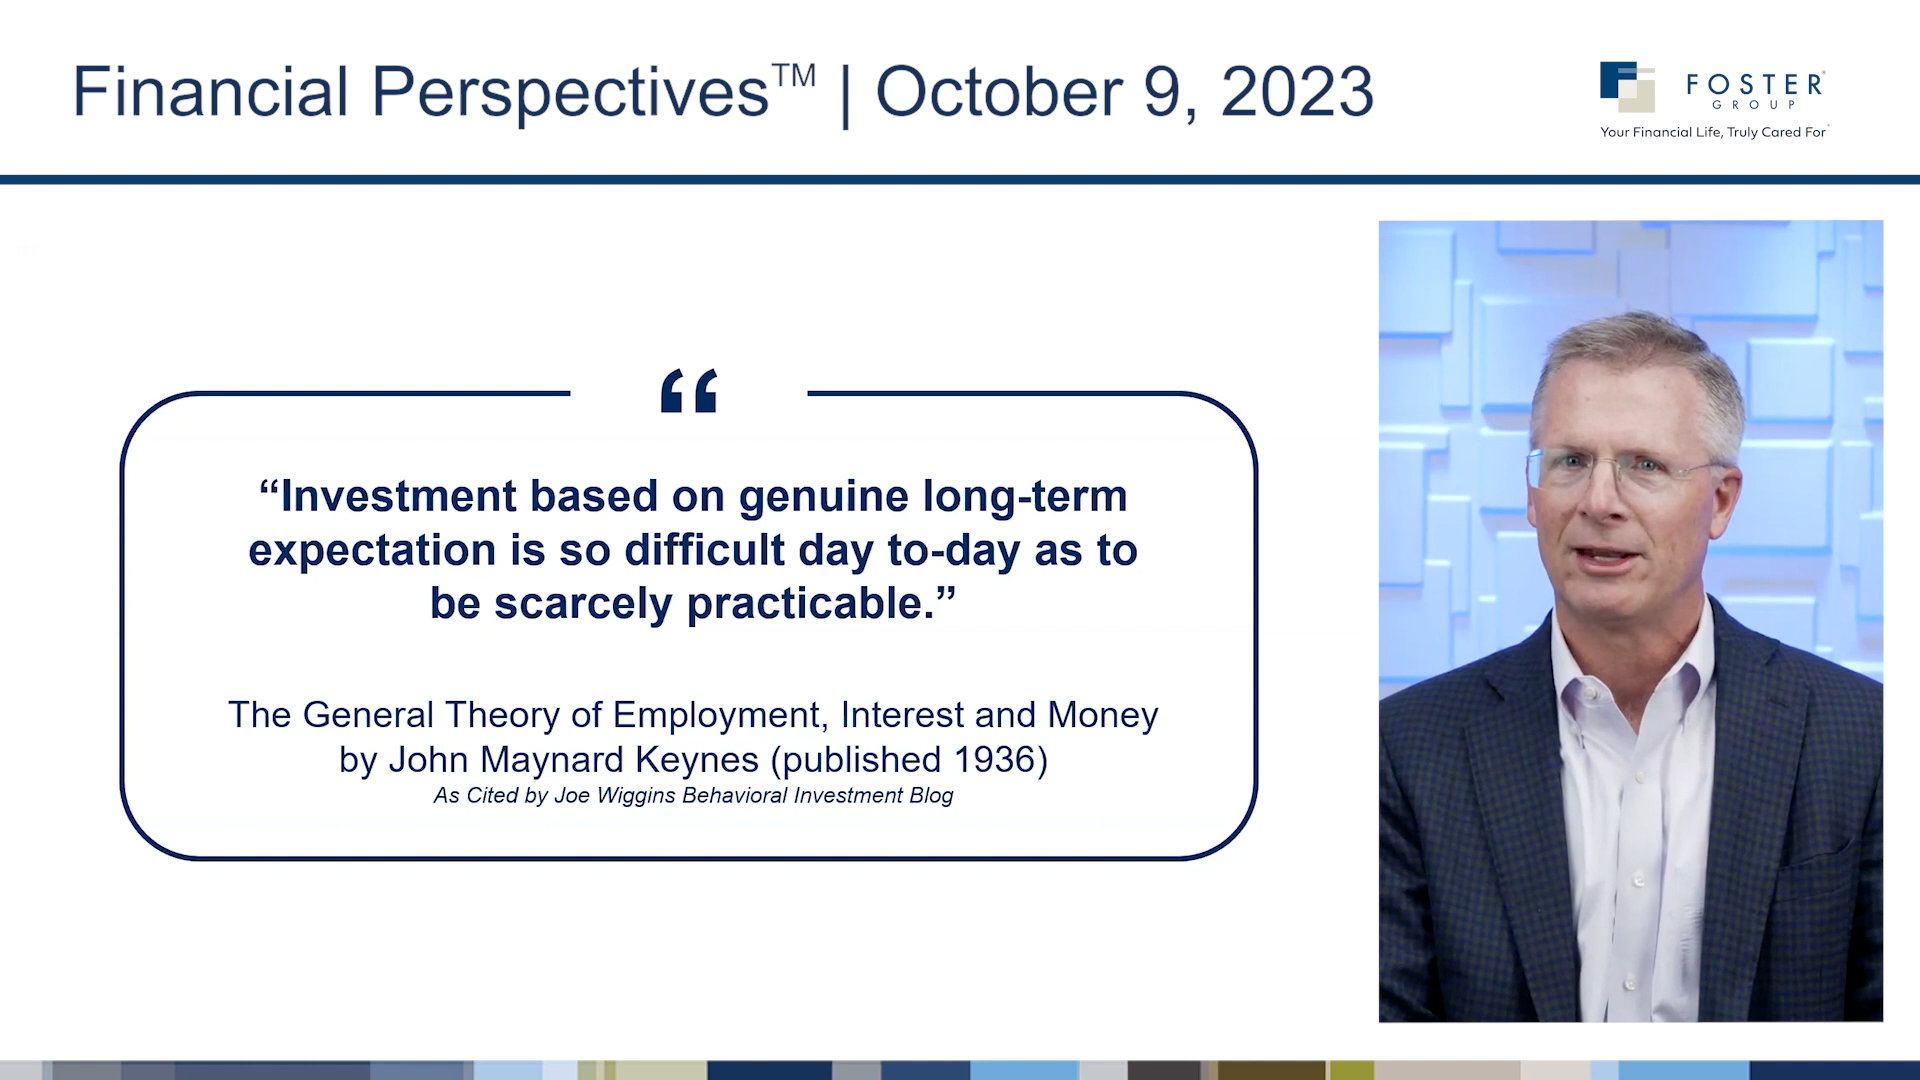 Financial Perspectives™ | October 9, 2023
FOSTER®
GROUP
Your Financial Life, Truly Cared For®
“
“Investment based on genuine long-term
expectation is so difficult day to-day as to
be scarcely practicable.”
The General Theory of Employment, Interest and Money
by John Maynard Keynes (published 1936)
As Cited by Joe Wiggins Behavioral Investment Blog